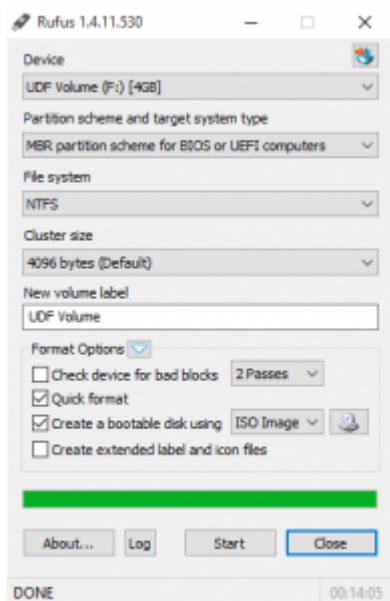 Rufus 1.4.11.530
Device
UDF Volume (F:) [4GB]
Partition scheme and target system type
MBR partition scheme for BIOS or UEFI computers
File system
NTFS
Cluster size
4096 bytes (Default)
New volume label
UDF Volume
Format Options
Check device for bad blocks 2 Passes
Quick format
Create a bootable disk using ISO Image
Create extended label and icon files
About... Log Start Close
DONE 00:14:05